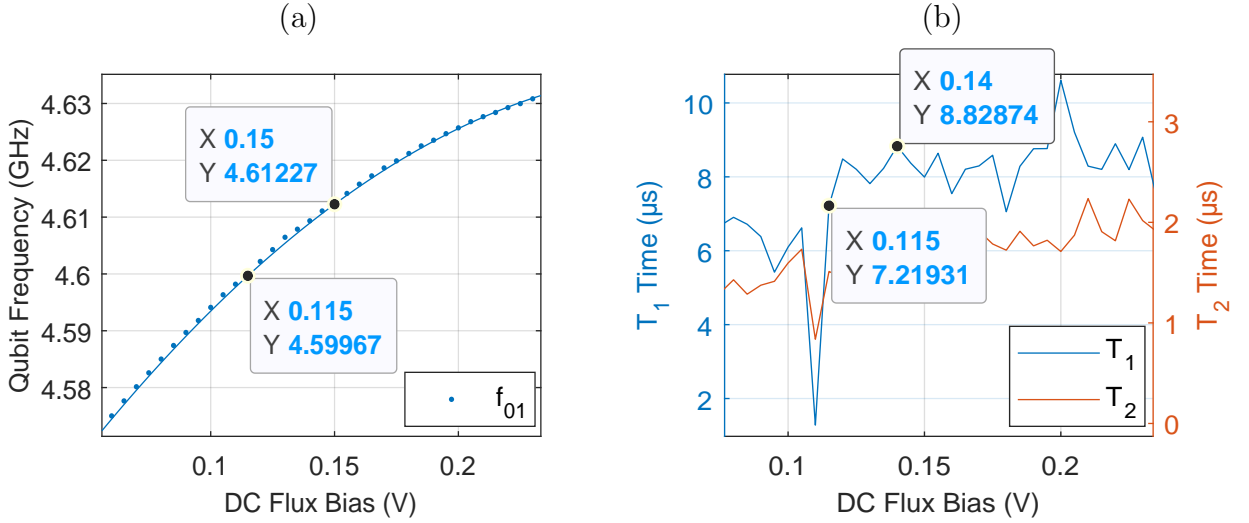 (a)
Qubit Frequency (GHz)
4.63
4.62
4.61
4.6
4.59
4.58
X 0.15
Y 4.61227
X 0.115
Y 4.59967
f01
0.1
0.15
0.2
DC Flux Bias (V)
(b)
T1 Time (μs)
10
8
6
4
2
X 0.14
Y 8.82874
X 0.115
Y 7.21931
T1
T2
3
2
1
0
T2 Time (μs)
0.1
0.15
0.2
DC Flux Bias (V)